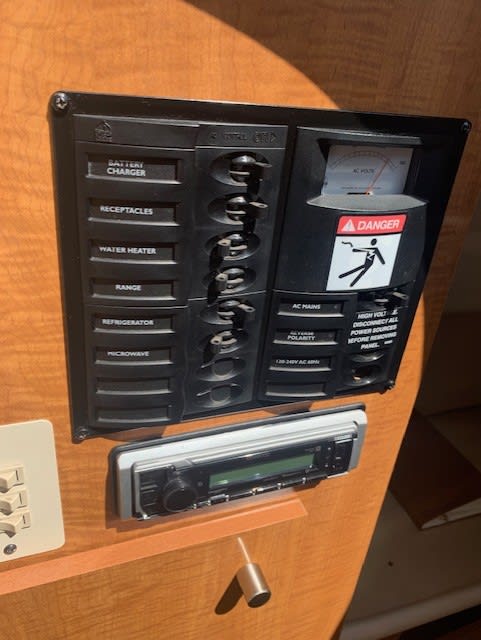 BATTERY
CHARGER
RECEPTACLES
WATER HEATER
RANGE
REFRIGERATOR
MICROWAVE
AC VOLTS
DANGER
AC MAINS
REVERSE
POLARITY
120-240V AC 60Hz
HIGH VOLTAGE
DISCONNECT ALL
POWER SOURCES
BEFORE REMOVING
PANEL.